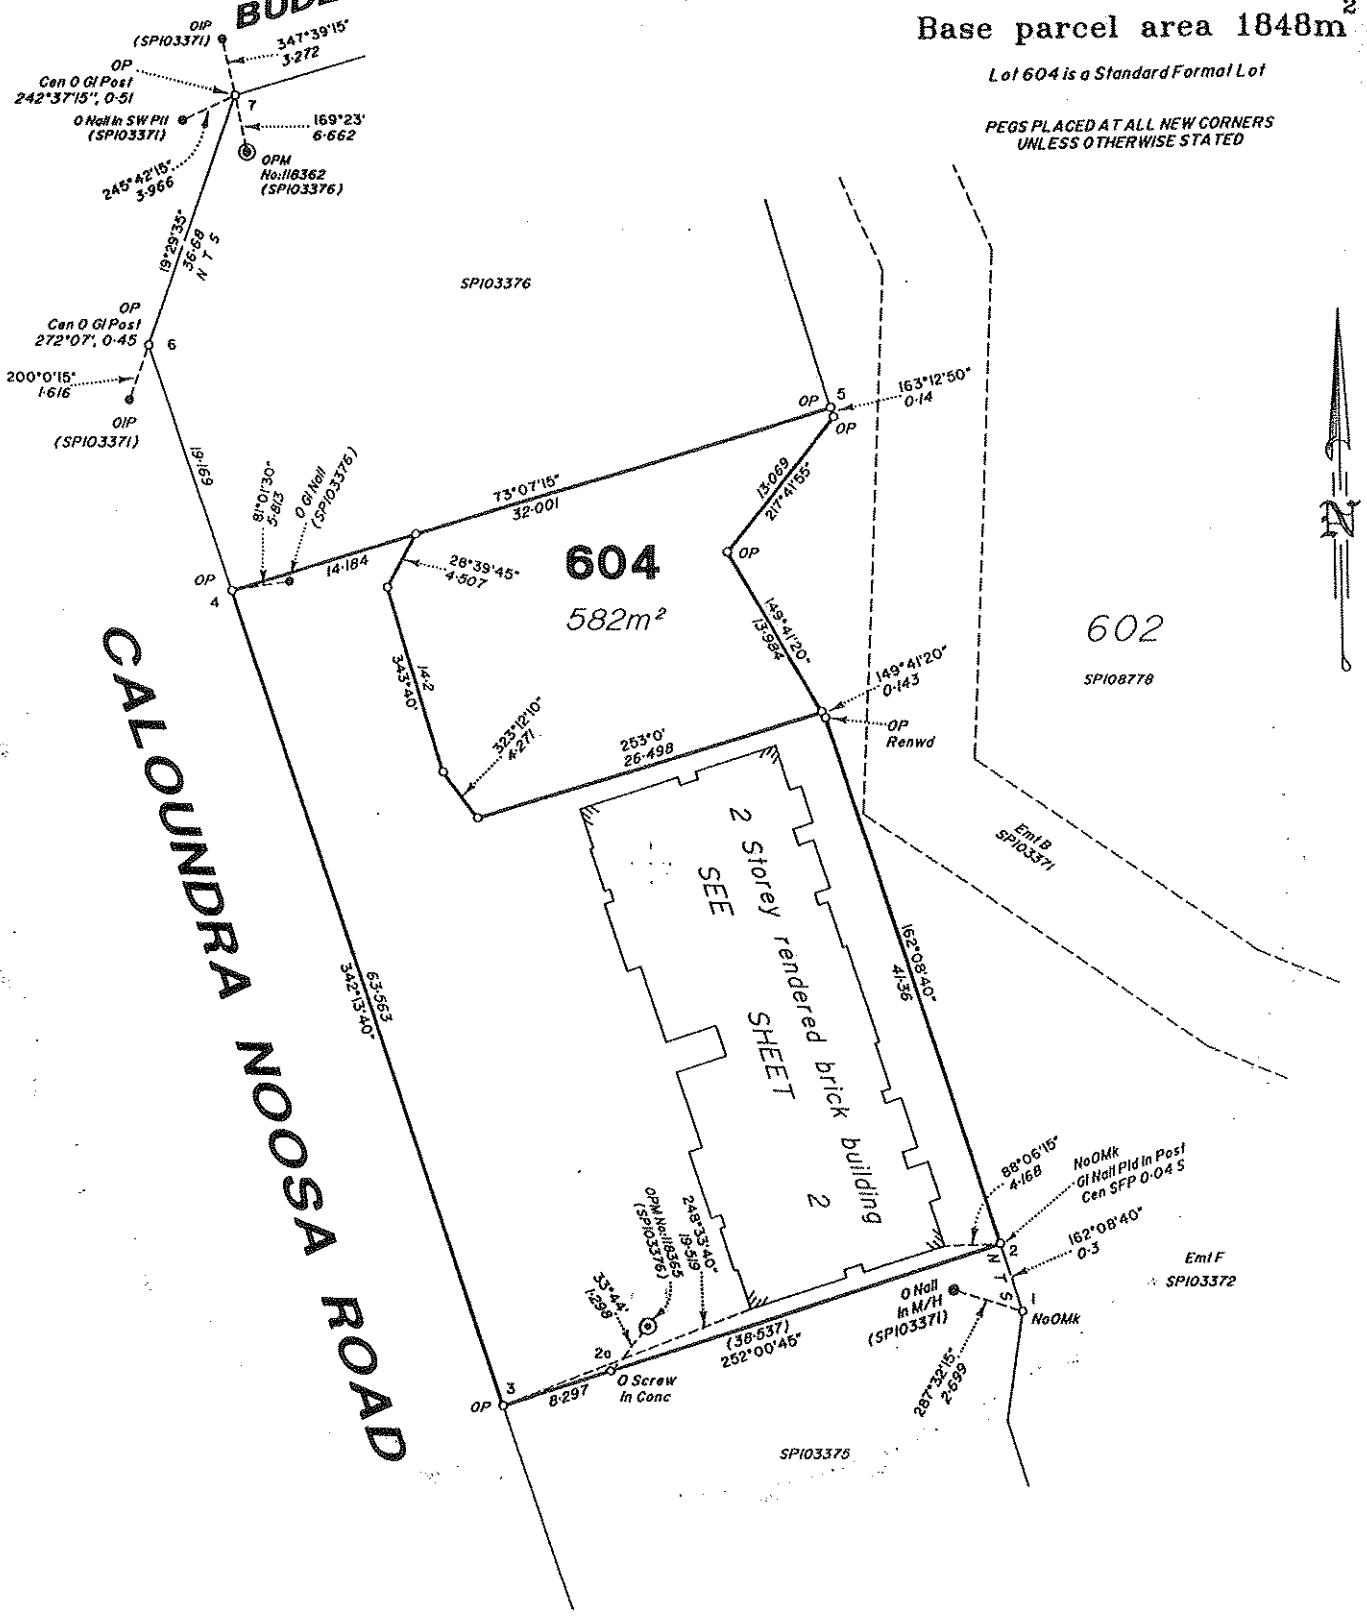 Base parcel area 1848m²
Lot 604 is a Standard Format Lot
PEGS PLACED AT ALL NEW CORNERS
UNLESS OTHERWISE STATED
OIP
(SP103371)
347°39'15"
3·272
OP
Cen O GI Post
242°37'15", 0·51
7
O Nail in SW Pit
(SP103371)
169°23'
6·662
OPM
No:118362
(SP103376)
245°42'15"
3·966
19°29'35"
36·68
N T S
SP103376
OP
Cen O GI Post
272°07', 0·45
6
200°0'15"
1·616
OIP
(SP103371)
19·169
81°01'30"
5·813
O GI Nail
(SP103376)
OP
4
14·184
73°07'15"
32·001
OP
5
163°12'50"
0·14
OP
13·069
217°41'55"
28°39'45"
4·507
604
582m²
OP
149°41'20"
13·984
602
SP108778
14·2
343°40'
323°12'10"
4·271
253°0'
26·498
149°41'20"
0·143
OP
Renwd
N
Emt B
SP103371
CALOUNDRA NOOSA ROAD
63·563
342°13'40"
2 Storey rendered brick building
SEE SHEET 2
162°08'40"
41·36
88°06'15"
4·168
NoOMk
GI Nail Pld in Post
Cen SFP 0·04 S
2
162°08'40"
0·3
N T S
Emt F
SP103372
1
NoOMk
O Nail
in M/H
(SP103371)
287°32'15"
2·699
OPM No:118365
(SP103376)
248°33'40"
19·519
33°44'
1·298
(38·537)
252°00'45"
2a
O Screw
in Conc
8·297
3
OP
SP103375